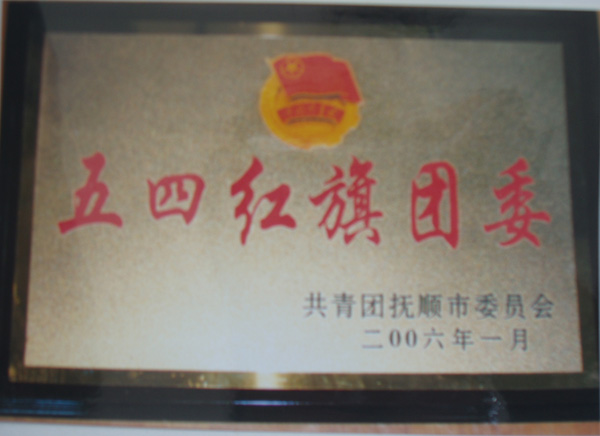 五四红旗团委
共青团抚顺市委员会
二00六年一月